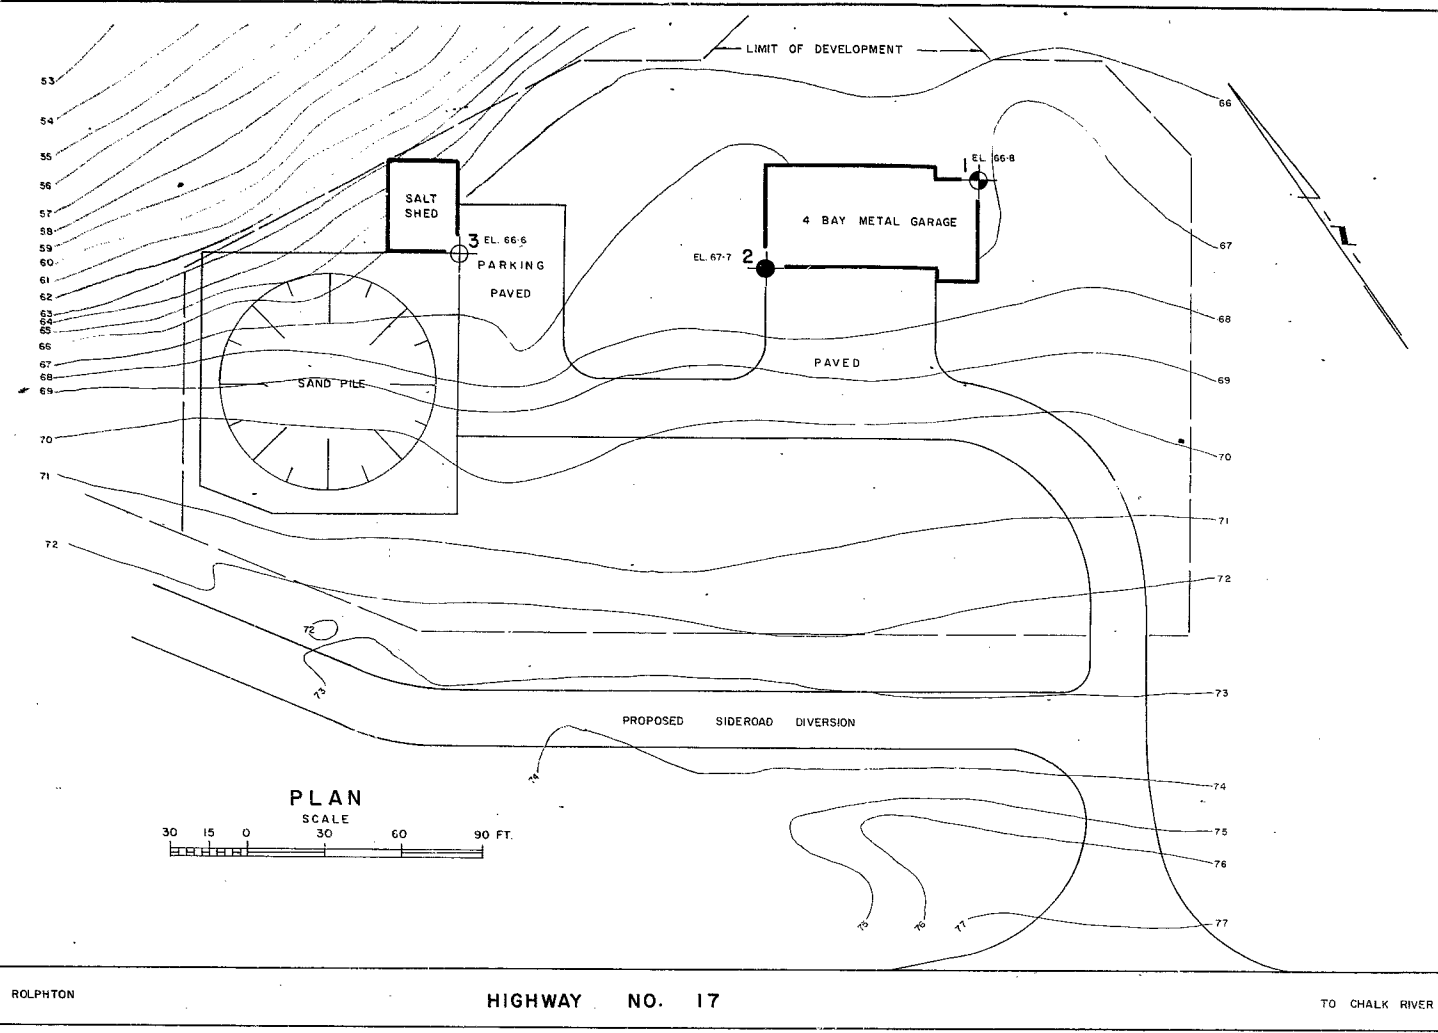 LIMIT OF DEVELOPMENT
53
54
55
56
57
58
59
60
61
62
63
64
65
66
67
68
69
70
71
72
66
67
68
69
70
71
72
73
74
75
76
77
SALT
SHED
3 EL. 66·6
PARKING
PAVED
1 EL. 66·8
4 BAY METAL GARAGE
EL. 67·7 2
PAVED
SAND PILE
72
73
PROPOSED SIDEROAD DIVERSION
74
75
76
77
PLAN
SCALE
30 15 0 30 60 90 FT.
ROLPHTON
HIGHWAY NO. 17
TO CHALK RIVER